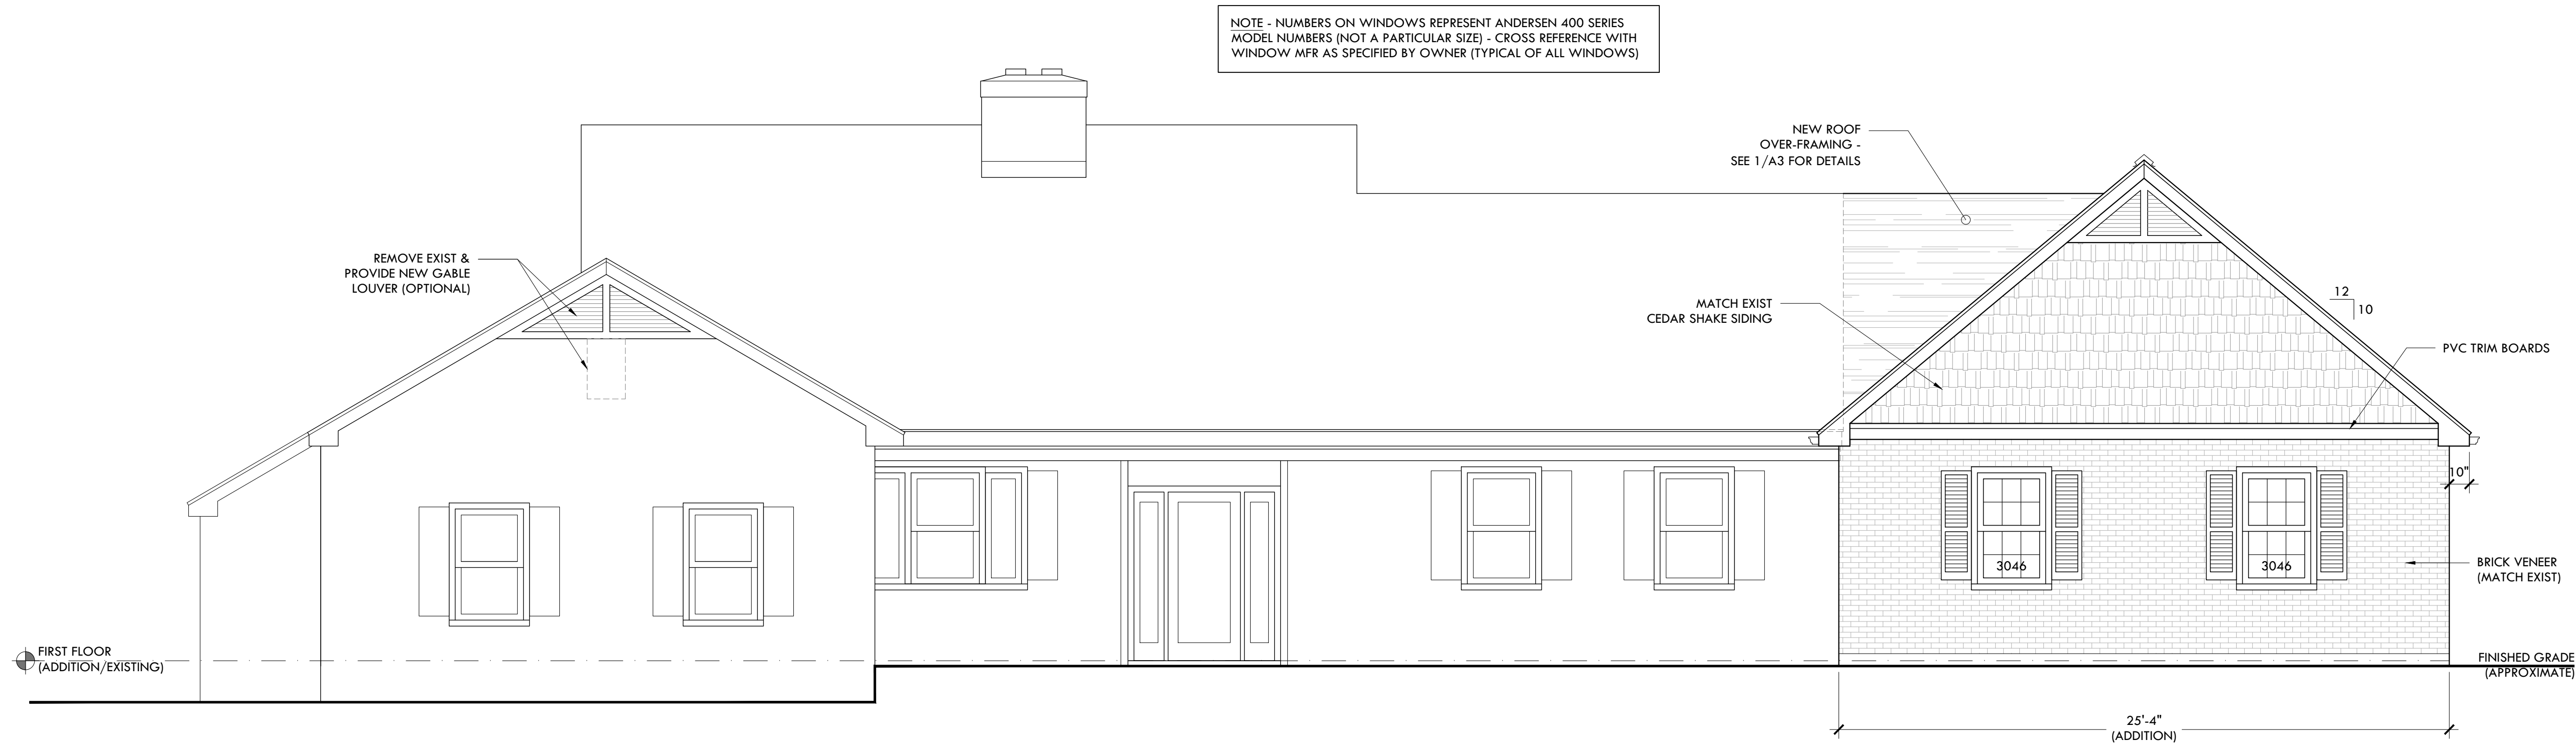 NOTE - NUMBERS ON WINDOWS REPRESENT ANDERSEN 400 SERIES
MODEL NUMBERS (NOT A PARTICULAR SIZE) - CROSS REFERENCE WITH
WINDOW MFR AS SPECIFIED BY OWNER (TYPICAL OF ALL WINDOWS)
NEW ROOF
OVER-FRAMING -
SEE 1/A3 FOR DETAILS
REMOVE EXIST &
PROVIDE NEW GABLE
LOUVER (OPTIONAL)
MATCH EXIST
CEDAR SHAKE SIDING
12
10
PVC TRIM BOARDS
10"
3046
3046
BRICK VENEER
(MATCH EXIST)
FIRST FLOOR
(ADDITION/EXISTING)
FINISHED GRADE
(APPROXIMATE)
25'-4"
(ADDITION)